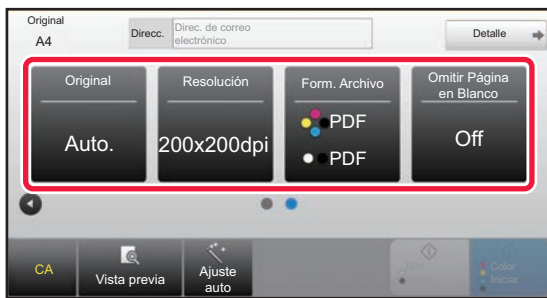 Original
A4
Direcc.
Direc. de correo
electrónico
Detalle
Original
Auto.
Resolución
200x200dpi
Form. Archivo
PDF
PDF
Omitir Página
en Blanco
Off
CA
Vista previa
Ajuste
auto
B/N
Iniciar
Color
Iniciar